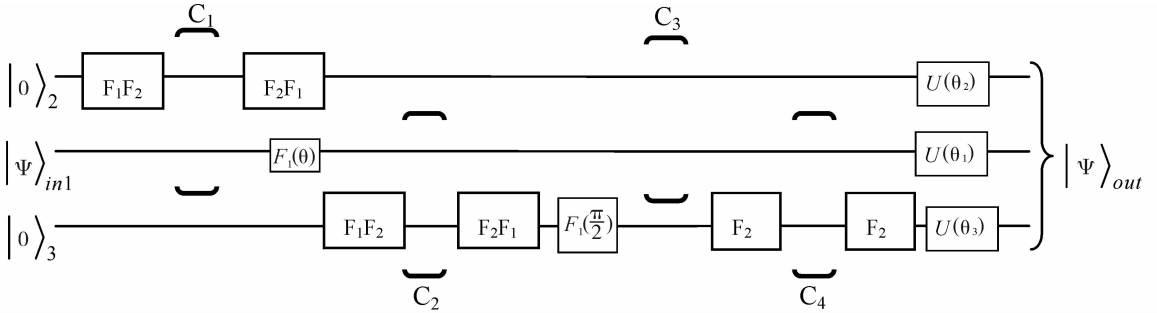 C₁ C₃
|0⟩₂ F₁F₂ F₂F₁ U(θ₂)
|Ψ⟩in1 F₁(θ) U(θ₁) |Ψ⟩out
|0⟩₃ F₁F₂ F₂F₁ F₁(π/2) F₂ F₂ U(θ₃)
C₂ C₄